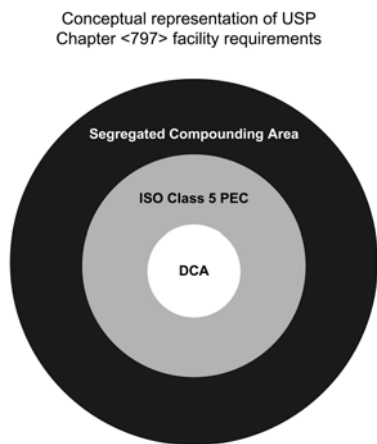 Conceptual representation of USP
Chapter <797> facility requirements
Segregated Compounding Area
ISO Class 5 PEC
DCA